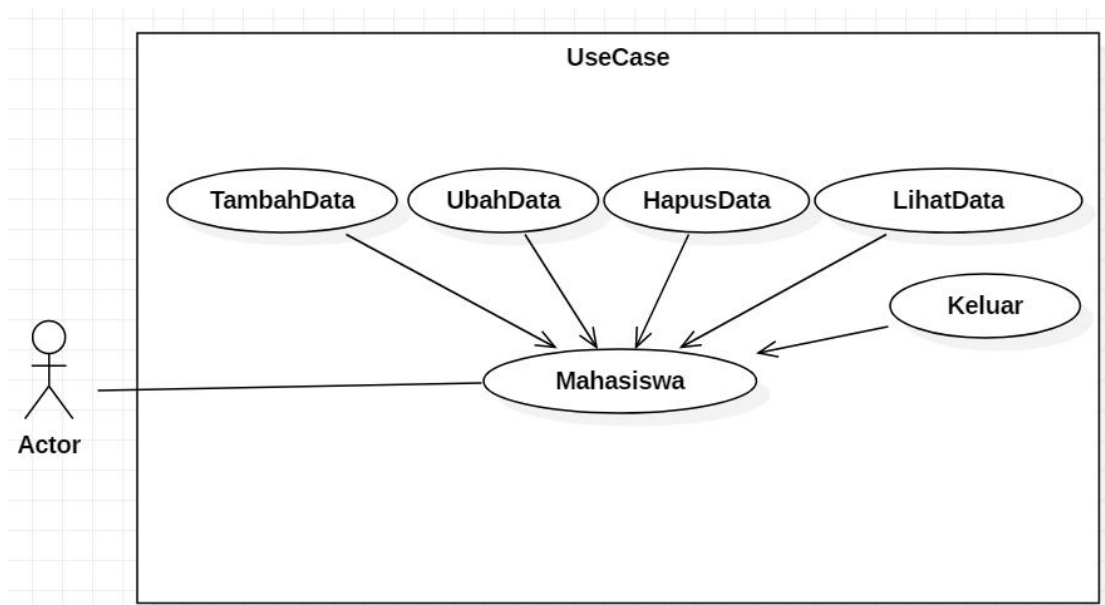 UseCase
TambahData
UbahData
HapusData
LihatData
Keluar
Mahasiswa
Actor